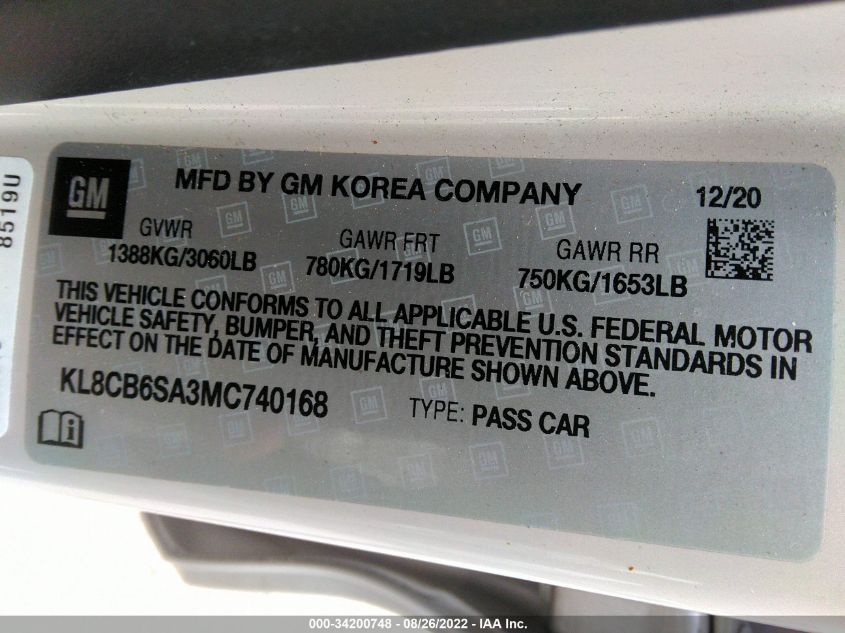 8519U
GM
MFD BY GM KOREA COMPANY
12/20
GVWR
1388KG/3060LB
GAWR FRT
780KG/1719LB
GAWR RR
750KG/1653LB
THIS VEHICLE CONFORMS TO ALL APPLICABLE U.S. FEDERAL MOTOR
VEHICLE SAFETY, BUMPER, AND THEFT PREVENTION STANDARDS IN
EFFECT ON THE DATE OF MANUFACTURE SHOWN ABOVE.
KL8CB6SA3MC740168
TYPE: PASS CAR
000-34200748 - 08/26/2022 - IAA Inc.